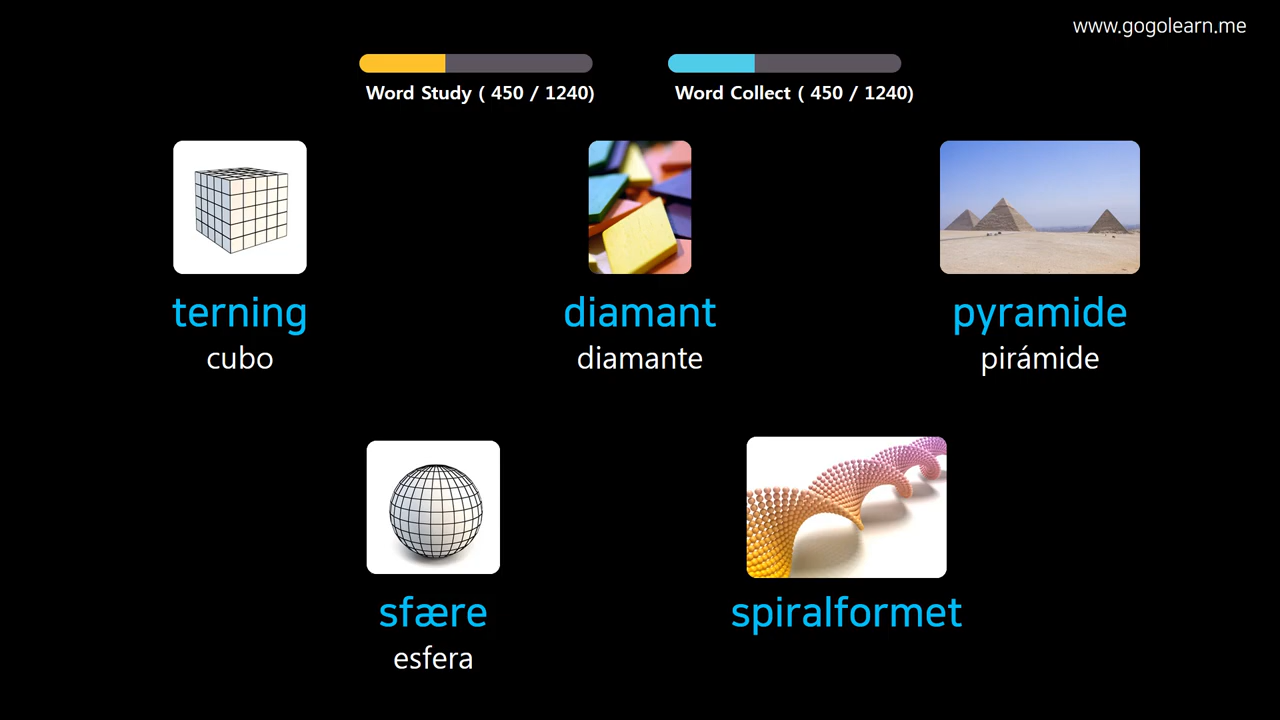 www.gogolearn.me
Word Study ( 450 / 1240)
Word Collect ( 450 / 1240)
terning
cubo
diamant
diamante
pyramide
pirámide
sfære
esfera
spiralformet